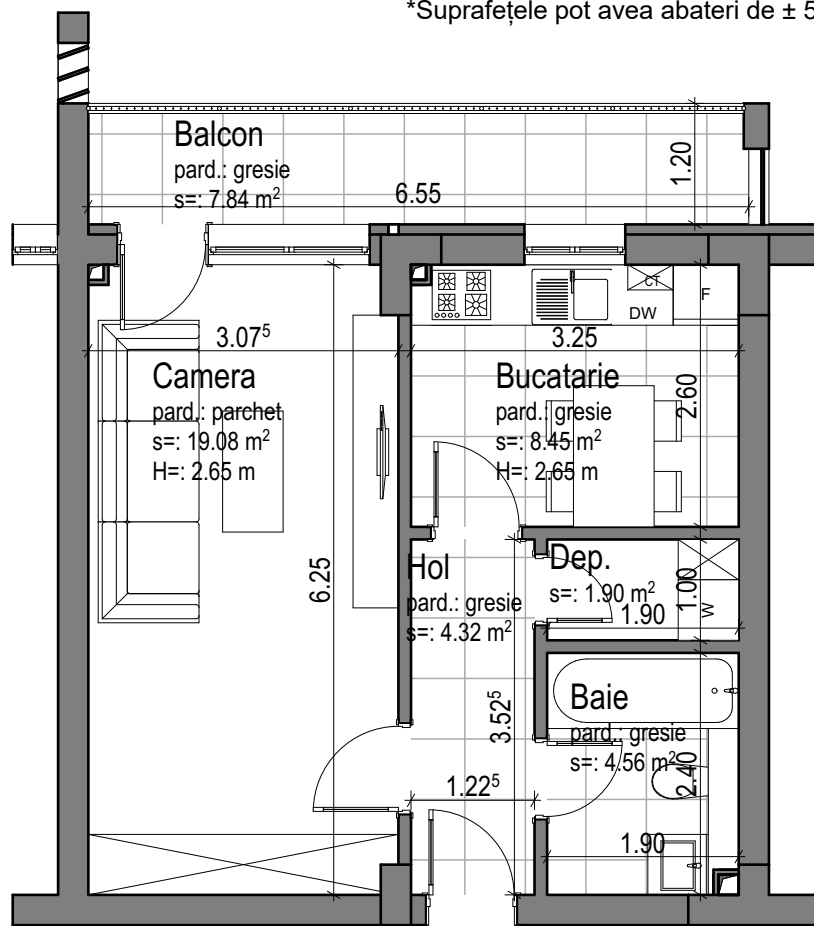 *Suprafețele pot avea abateri de ± 5
Balcon
pard.: gresie
s=: 7.84 m²
6.55
1.20
3.07⁵
Camera
pard.: parchet
s=: 19.08 m²
H=: 2.65 m
6.25
CT
F
DW
3.25
Bucatarie
pard.: gresie
s=: 8.45 m²
H=: 2.65 m
2.60
Hol
pard.: gresie
s=: 4.32 m²
3.52⁵
1.22⁵
Dep.
s=: 1.90 m²
1.90
1.00
W
Baie
pard.: gresie
s=: 4.56 m²
2.40
1.90